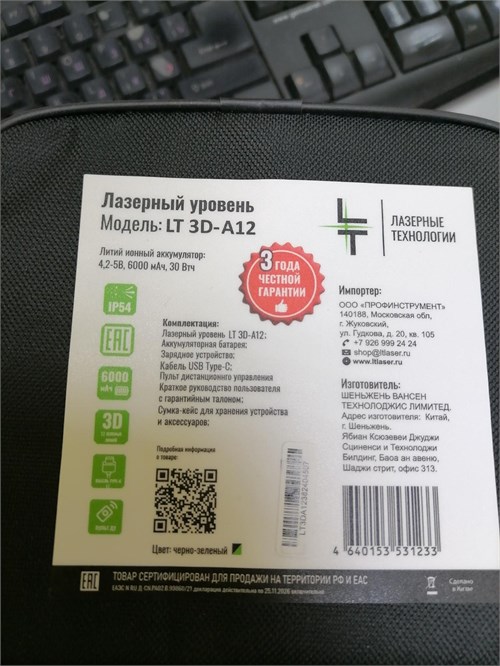 Лазерный уровень
Модель: LT 3D-A12
Литий ионный аккумулятор:
4,2-5В, 6000 мАч, 30 Втч
IP54
EAC
6000
мАч
3D
3 ГОДА
ЧЕСТНОЙ
ГАРАНТИИ
LT
ЛАЗЕРНЫЕ
ТЕХНОЛОГИИ
Комплектация:
Лазерный уровень LT 3D-A12;
Аккумуляторная батарея;
Зарядное устройство;
Кабель USB Type-C;
Пульт дистанционного управления
Краткое руководство пользователя
с гарантийным талоном;
Сумка-кейс для хранения устройства
и аксессуаров;
Подробная информация
о товаре:
Цвет: черно-зеленый
Импортер:
ООО «ПРОФИНСТРУМЕНТ»
140188, Московская обл,
г. Жуковский,
ул. Гудкова, д. 20, кв. 105
+7 926 999 24 24
shop@ltlaser.ru
www.ltlaser.ru
Изготовитель:
ШЕНЬЖЕНЬ ВАНСЕН
ТЕХНОЛОДЖИС ЛИМИТЕД.
Адрес изготовителя: Китай,
г. Шеньжень.
Ябиан Ксюзевеи Джуджи
Сциненси и Технолоджи
Билдинг, Баоа ан авеню,
Шаджи стрит, офис 313.
4 640153 531233
EAC
ТОВАР СЕРТИФИЦИРОВАН ДЛЯ ПРОДАЖИ НА ТЕРРИТОРИИ РФ И ЕАС
Сделано
в Китае